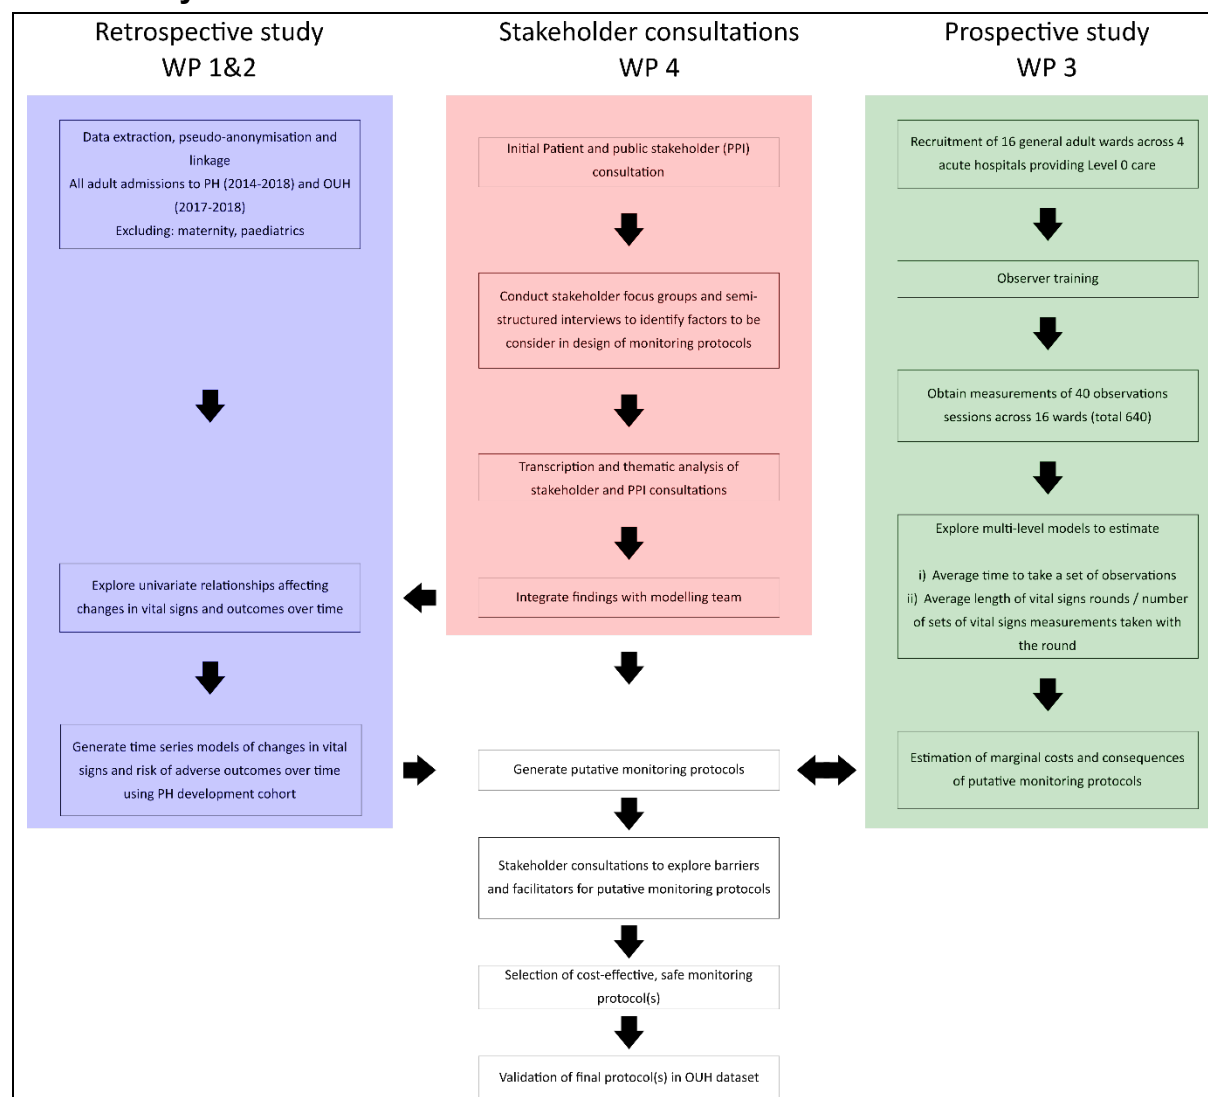 Retrospective study
WP 1&2
Data extraction, pseudo-anonymisation and
linkage
All adult admissions to PH (2014-2018) and OUH
(2017-2018)
Excluding: maternity, paediatrics
Explore univariate relationships affecting
changes in vital signs and outcomes over time
Generate time series models of changes in vital
signs and risk of adverse outcomes over time
using PH development cohort
Stakeholder consultations
WP 4
Initial Patient and public stakeholder (PPI)
consultation
Conduct stakeholder focus groups and semi-
structured interviews to identify factors to be
consider in design of monitoring protocols
Transcription and thematic analysis of
stakeholder and PPI consultations
Integrate findings with modelling team
Generate putative monitoring protocols
Stakeholder consultations to explore barriers
and facilitators for putative monitoring protocols
Selection of cost-effective, safe monitoring
protocol(s)
Validation of final protocol(s) in OUH dataset
Prospective study
WP 3
Recruitment of 16 general adult wards across 4
acute hospitals providing Level 0 care
Observer training
Obtain measurements of 40 observations
sessions across 16 wards (total 640)
Explore multi-level models to estimate
i) Average time to take a set of observations
ii) Average length of vital signs rounds / number
of sets of vital signs measurements taken with
the round
Estimation of marginal costs and consequences
of putative monitoring protocols